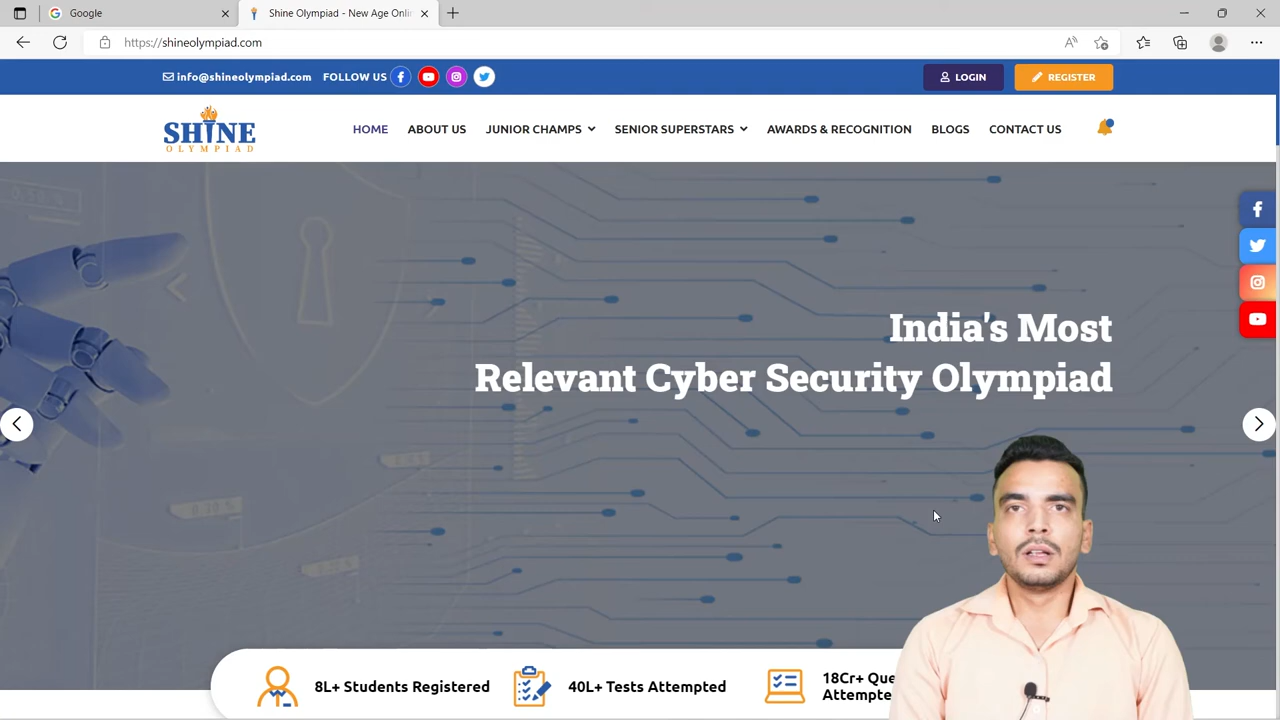 Google
Shine Olympiad - New Age Onli
https://shineolympiad.com
info@shineolympiad.com FOLLOW US
LOGIN
REGISTER
SHINE
OLYMPIAD
HOME ABOUT US JUNIOR CHAMPS SENIOR SUPERSTARS AWARDS & RECOGNITION BLOGS CONTACT US
India's Most
Relevant Cyber Security Olympiad
8L+ Students Registered
40L+ Tests Attempted
18Cr+ Que
Attempte